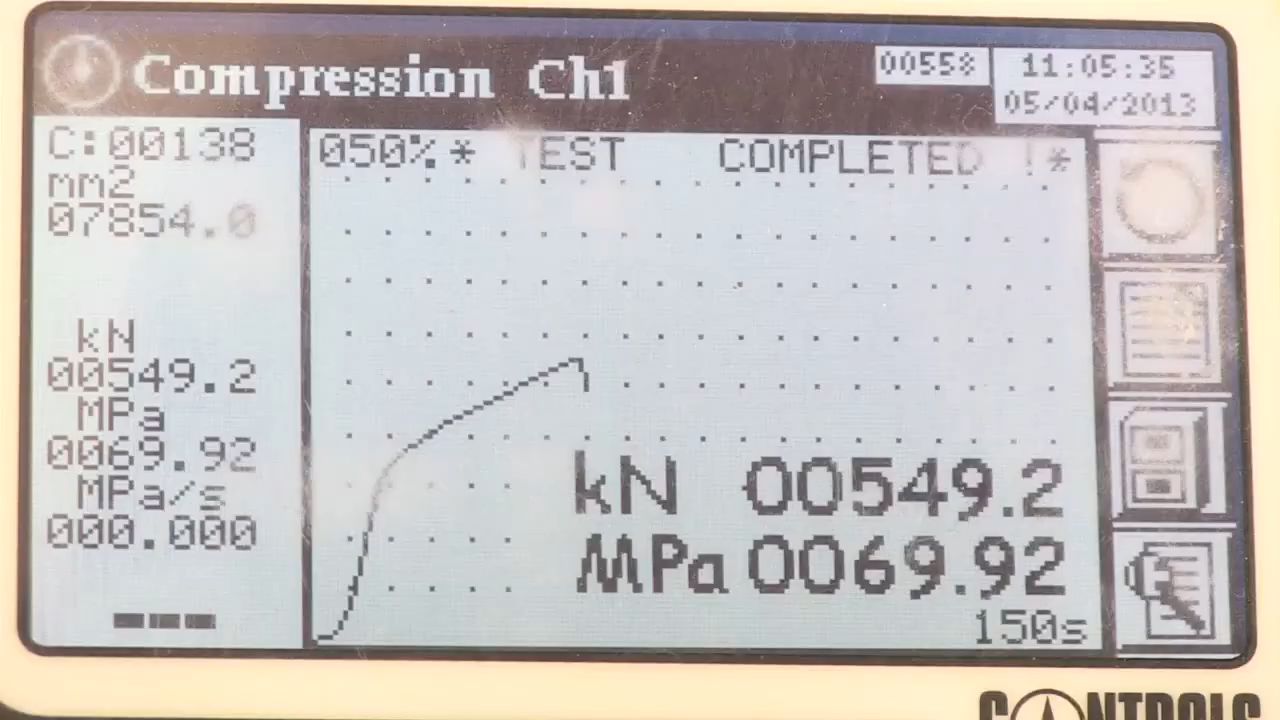 Compression Ch1
00558
11:05:35
05/04/2013
C:00138
mm2
07854.0
kN
00549.2
MPa
0069.92
MPa/s
000.000
050%* TEST COMPLETED !*
kN 00549.2
MPa 0069.92
150s
CONTROLS